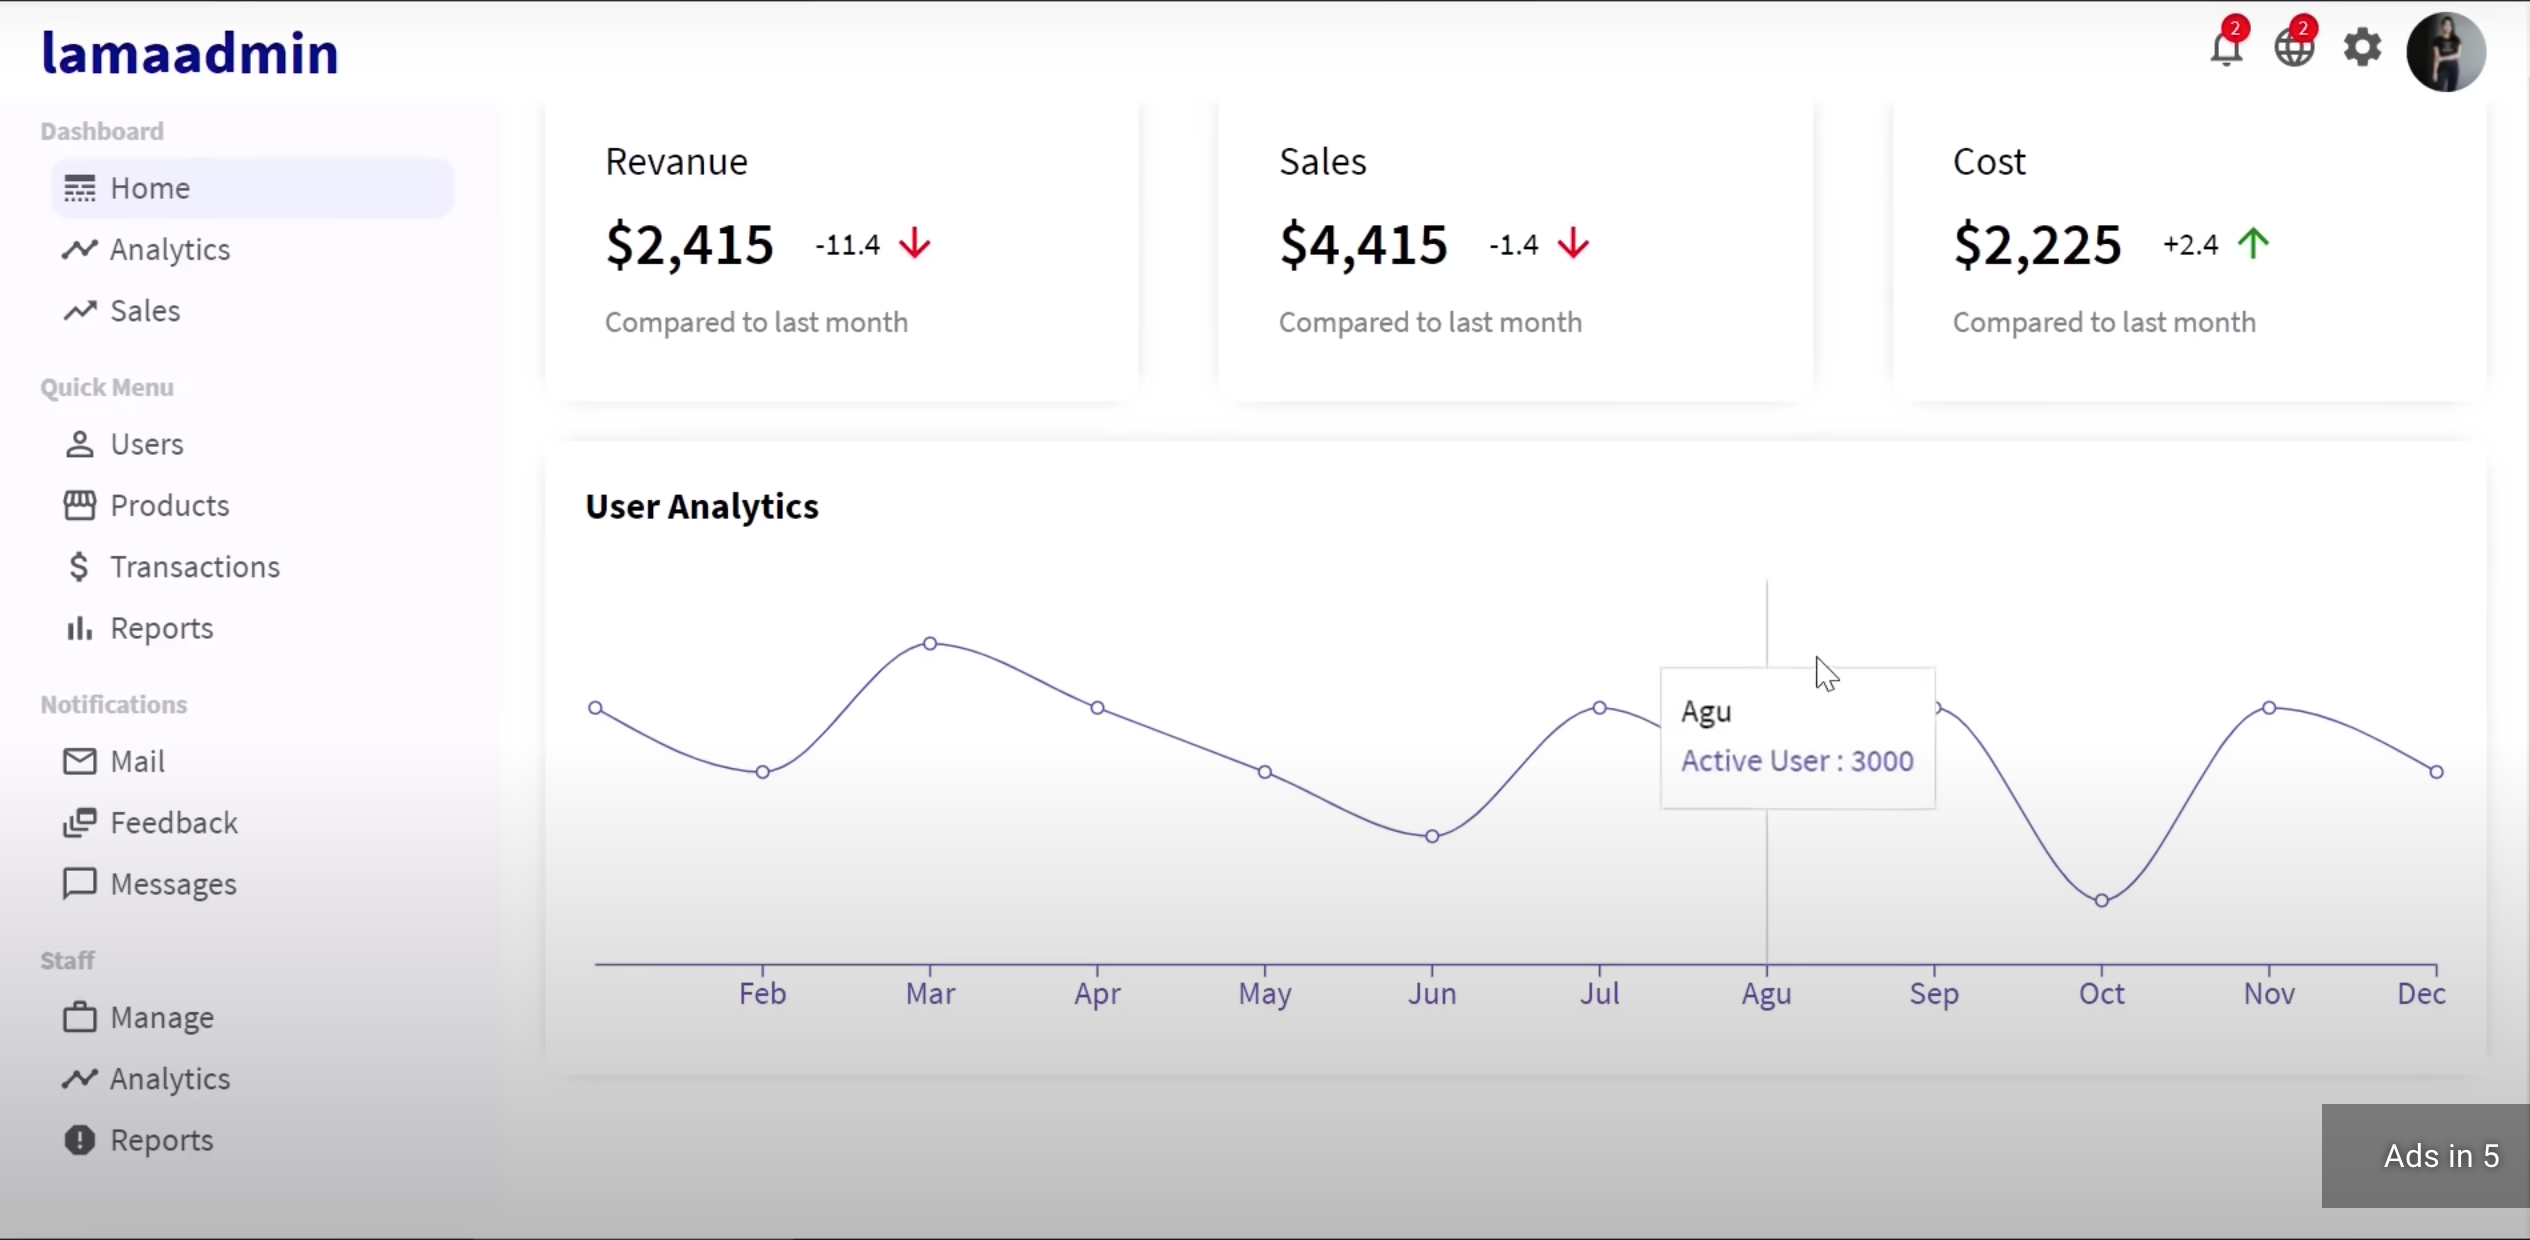 lamaadmin
2
2
Dashboard
Home
Analytics
Sales
Quick Menu
Users
Products
Transactions
Reports
Notifications
Mail
Feedback
Messages
Staff
Manage
Analytics
Reports
Revanue
$2,415 -11.4
Compared to last month
Sales
$4,415 -1.4
Compared to last month
Cost
$2,225 +2.4
Compared to last month
User Analytics
Agu
Active User : 3000
Feb Mar Apr May Jun Jul Agu Sep Oct Nov Dec
Ads in 5